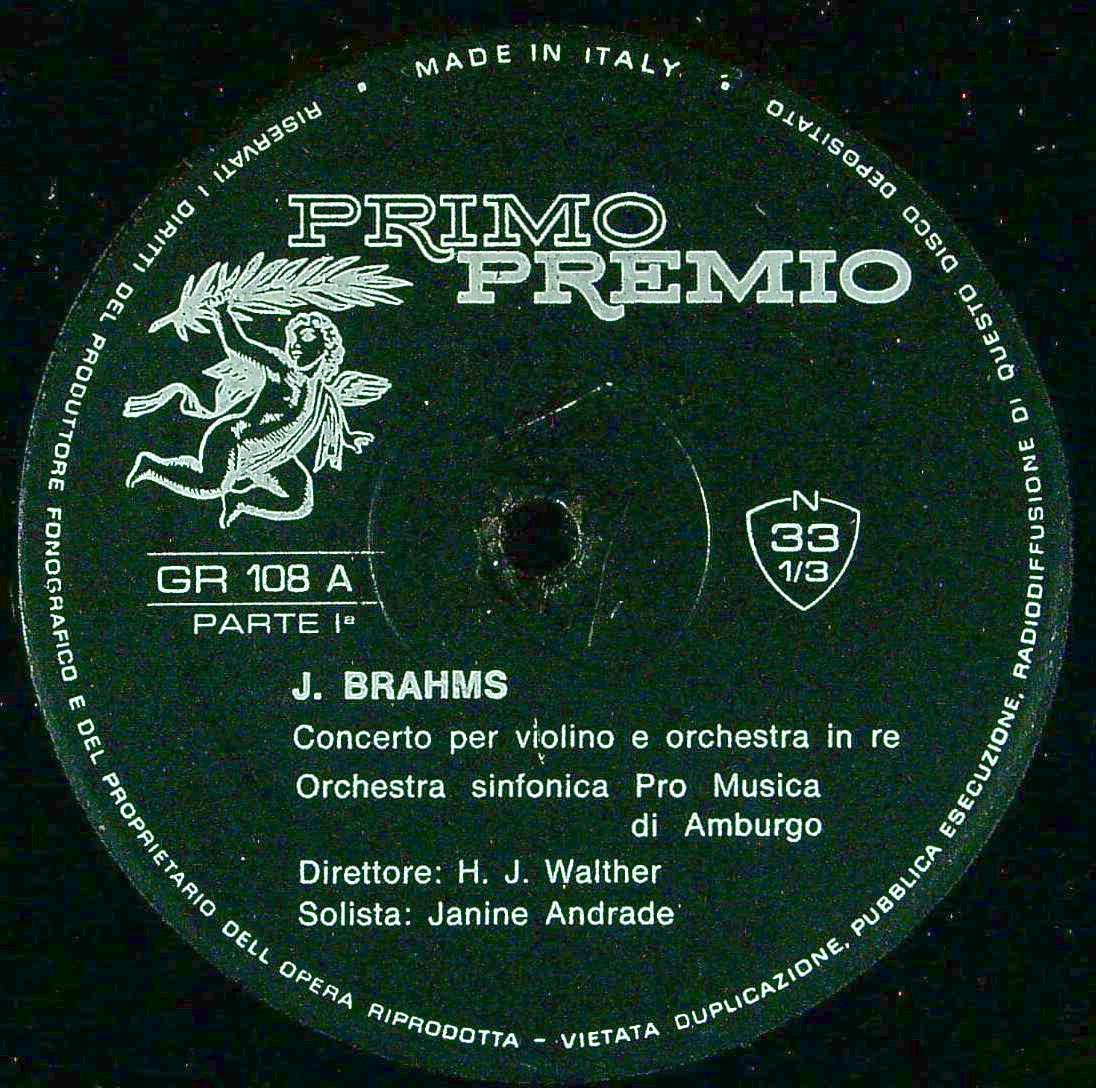 MADE IN ITALY
RISERVATI I DIRITTI DEL PRODUTTORE FONOGRAFICO E DEL PROPRIETARIO DELL OPERA RIPRODOTTA - VIETATA DUPLICAZIONE, PUBBLICA ESECUZIONE, RADIODIFFUSIONE DI QUESTO DISCO DEPOSITATO
PRIMO
PREMIO
N
33
1/3
GR 108 A
PARTE Iª
J. BRAHMS
Concerto per violino e orchestra in re
Orchestra sinfonica Pro Musica
di Amburgo
Direttore: H. J. Walther
Solista: Janine Andrade